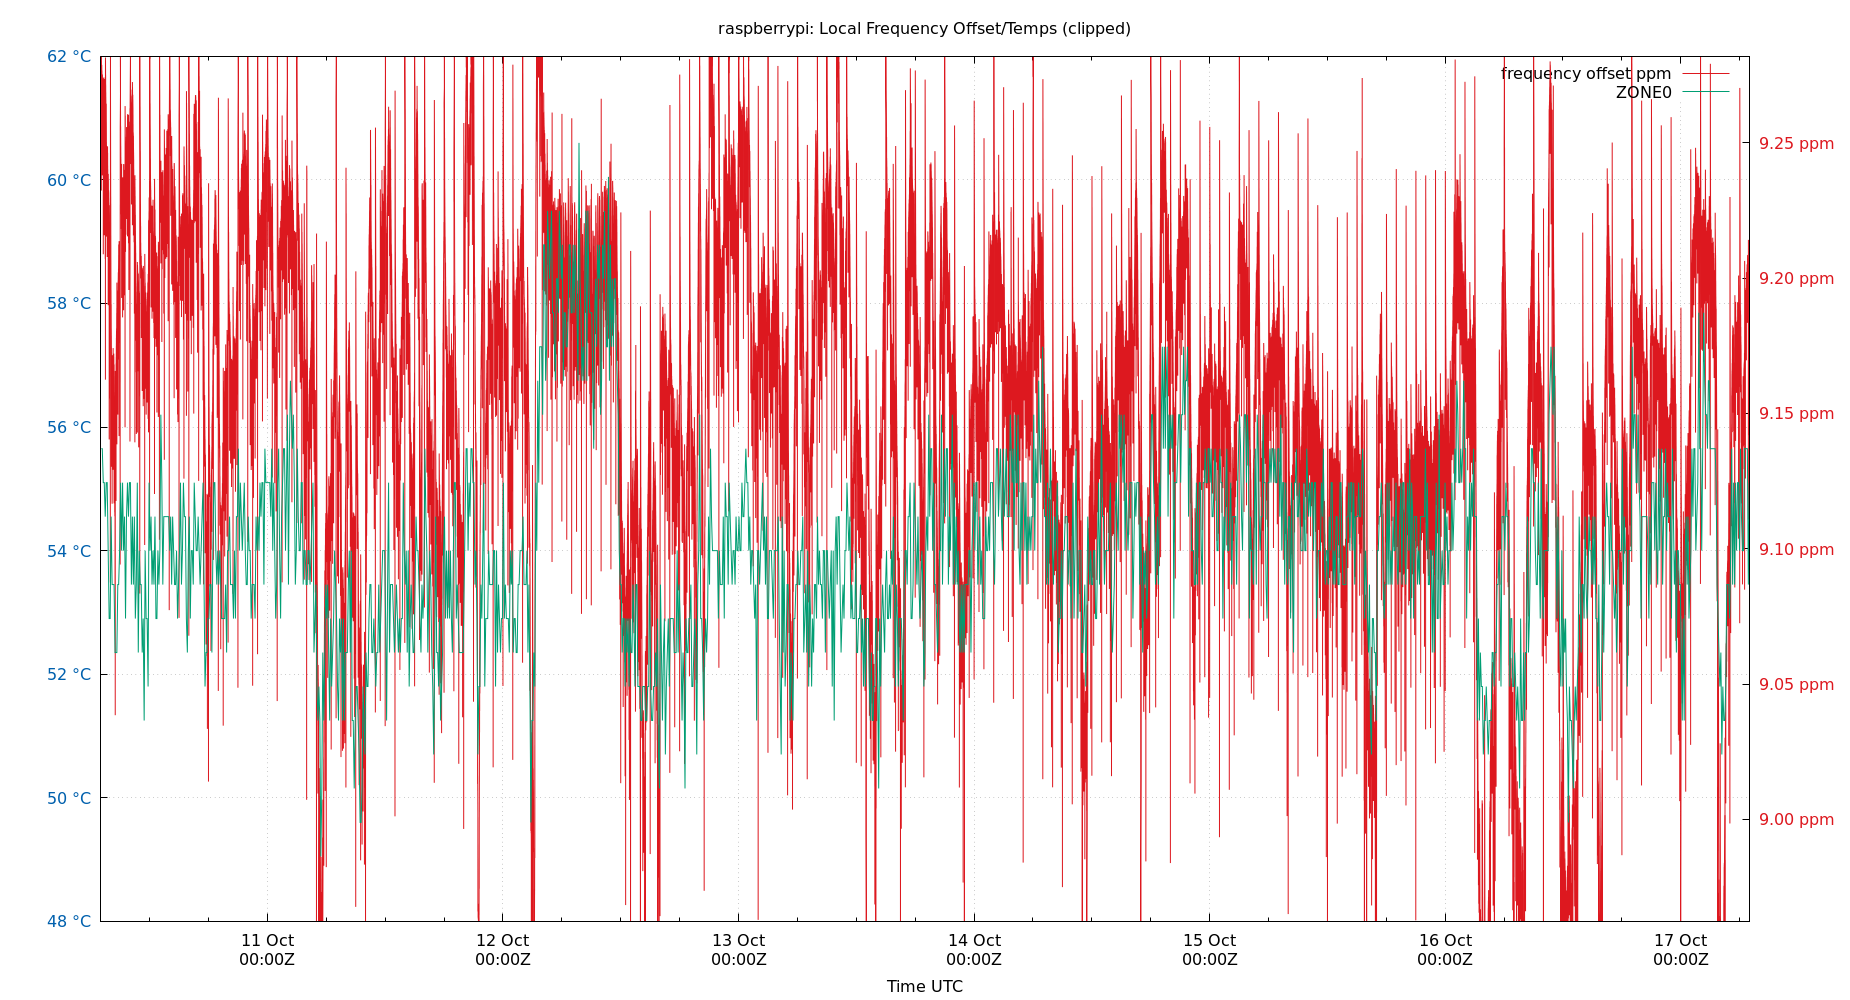 raspberrypi: Local Frequency Offset/Temps (clipped)
62 °C
60 °C
58 °C
56 °C
54 °C
52 °C
50 °C
48 °C
frequency offset ppm
ZONE0
9.25 ppm
9.20 ppm
9.15 ppm
9.10 ppm
9.05 ppm
9.00 ppm
11 Oct 12 Oct 13 Oct 14 Oct 15 Oct 16 Oct 17 Oct
00:00Z 00:00Z 00:00Z 00:00Z 00:00Z 00:00Z 00:00Z
Time UTC